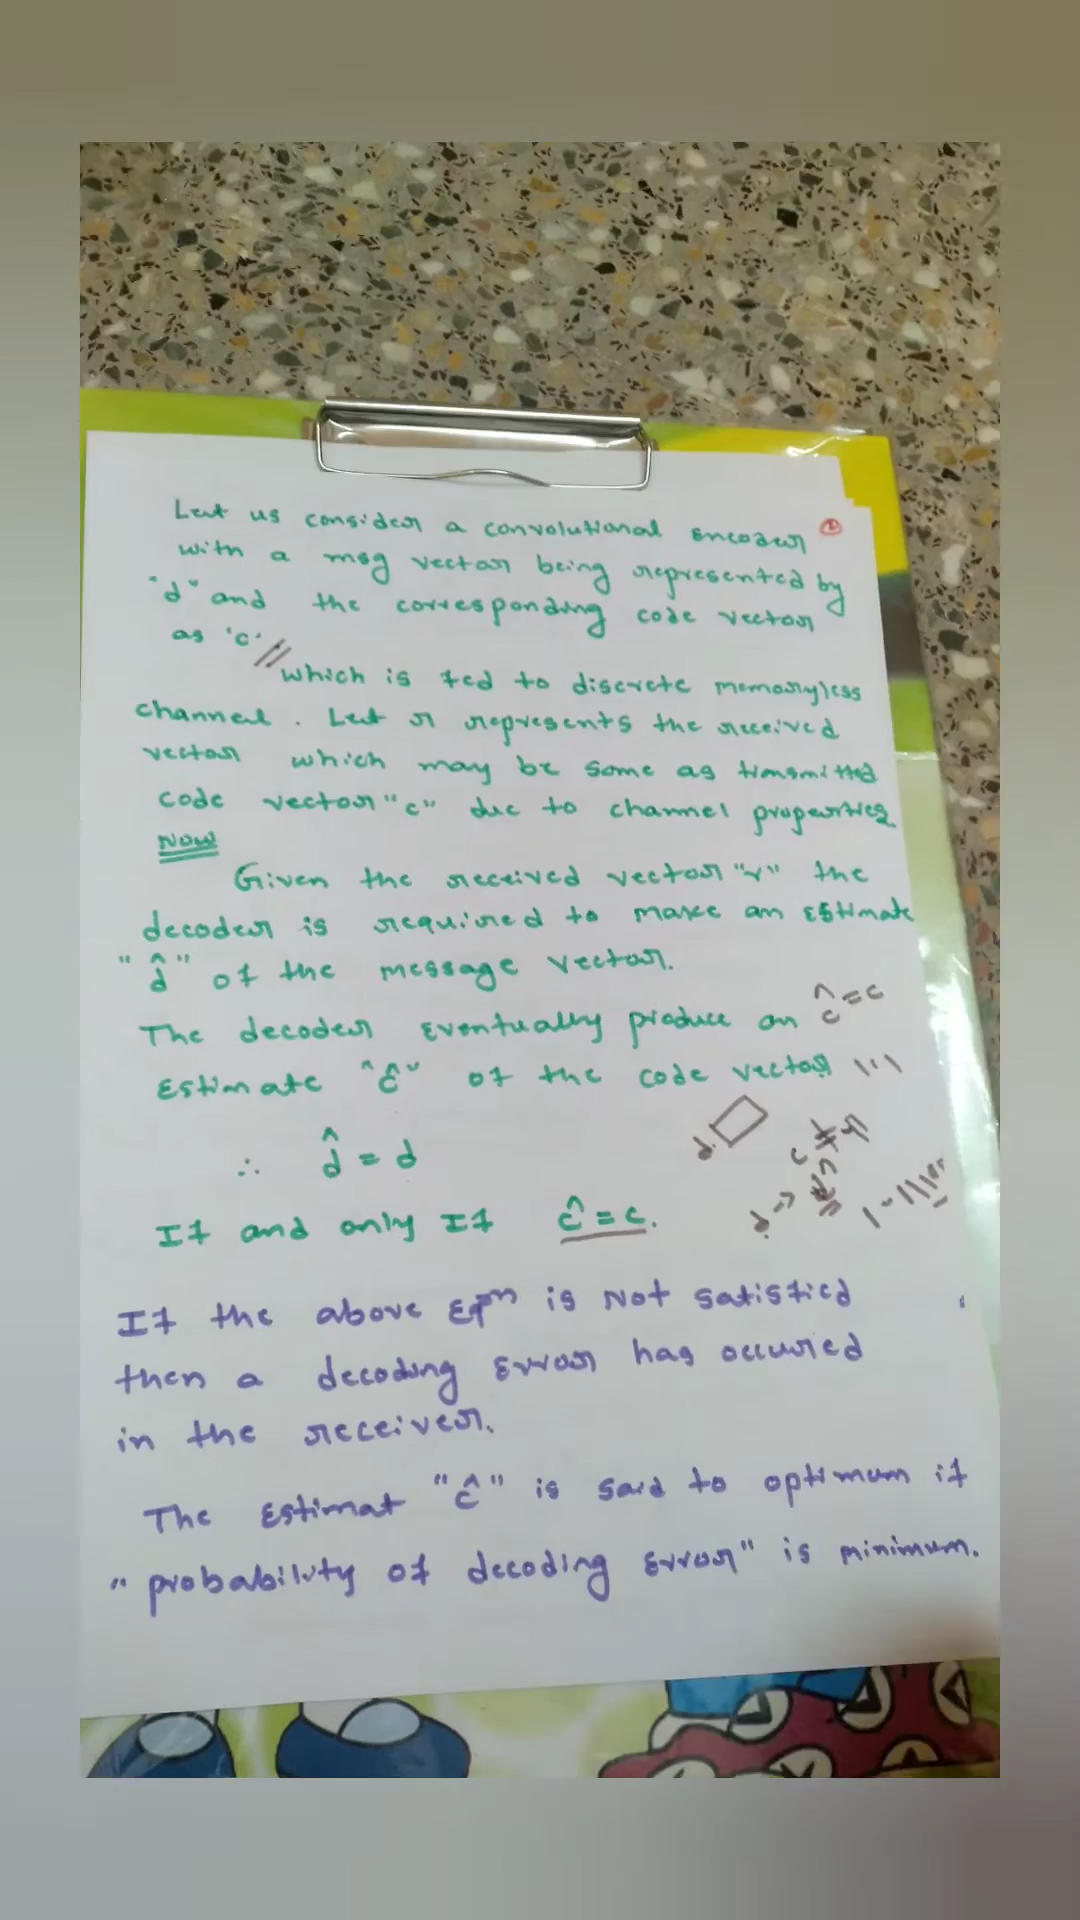 Let us consider a convolutional Encoder ②
with a msg vector being represented by
"d" and the corresponding code vector
as 'c'
which is fed to discrete memoryless
channel. Let r represents the received
vector which may be some as transmitted
code vector "c" due to channel properties
NOW
Given the received vector "r" the
decoder is required to make an Estimate
"d̂" of the message vector.
The decoder Eventually produce an ĉ=c
Estimate "ĉ" of the code vector
d
c ≠ r
∴ d̂ = d
d →
If and only If ĉ = c.
If the above Eqn is Not satisfied
then a decoding Error has occured
in the receiver.
The Estimat "ĉ" is said to optimum if
"probability of decoding Error" is minimum.